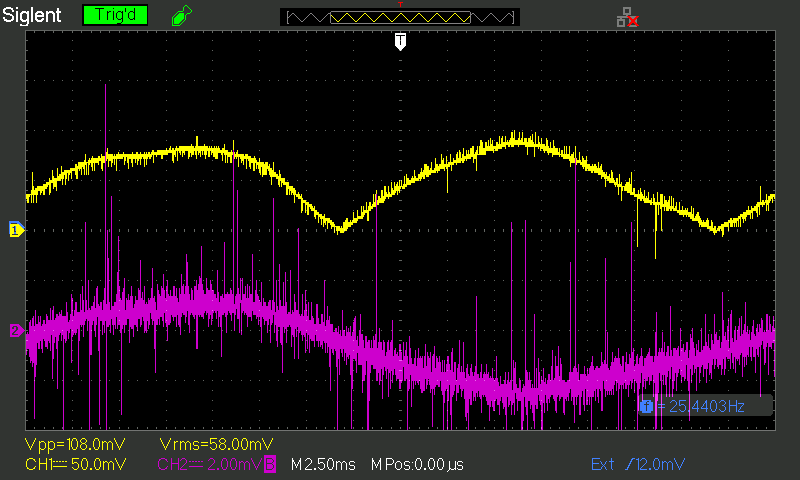 Siglent Trig'd
T
1
2
f = 25.4403Hz
Vpp=108.0mV Vrms=58.00mV
CH1 50.0mV CH2 2.00mV B M 2.50ms M Pos:0.00µs Ext 12.0mV